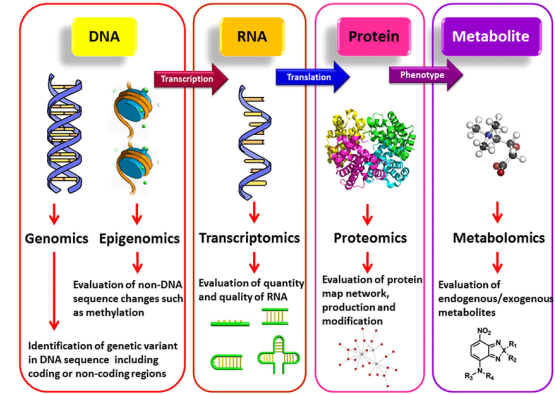 DNA
RNA
Protein
Metabolite
Transcription
Translation
Phenotype
Genomics
Epigenomics
Transcriptomics
Proteomics
Metabolomics
Evaluation of non-DNA
sequence changes such
as methylation
Identification of genetic variant
in DNA sequence including
coding or non-coding regions
Evaluation of quantity
and quality of RNA
Evaluation of protein
map network,
production and
modification
Evaluation of
endogenous/exogenous
metabolites
NO₂
N
R₁
R₂
N
N
R₃
R₄